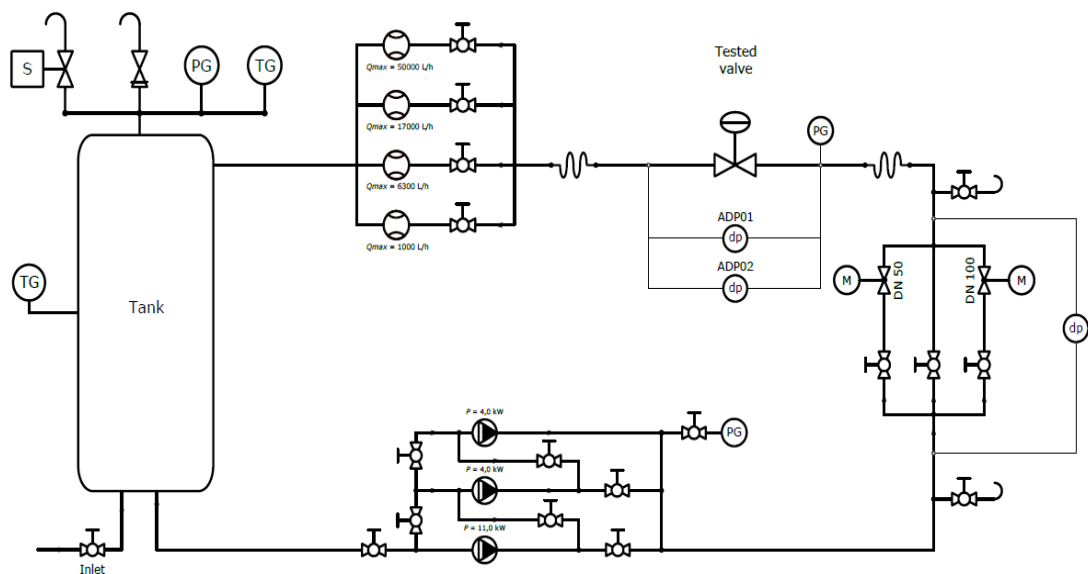 S
PG
TG
Qmax = 50000 L/h
Qmax = 17000 L/h
Qmax = 6300 L/h
Qmax = 1000 L/h
Tested
valve
PG
ADP01
dp
ADP02
dp
M
DN 50
DN 100
M
dp
TG
Tank
P = 4,0 kW
PG
P = 4,0 kW
P = 11,0 kW
Inlet